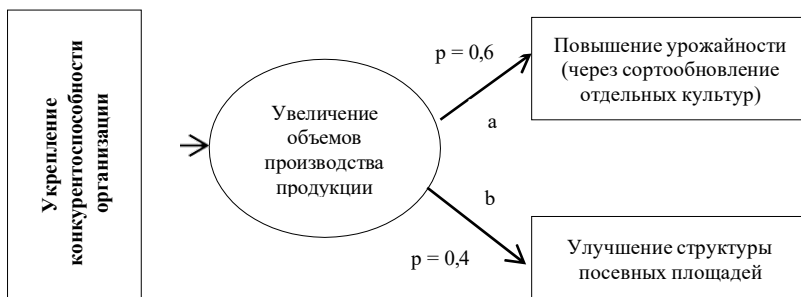 Укрепление
конкурентоспособности
организации
Увеличение
объемов
производства
продукции
p = 0,6
a
Повышение урожайности
(через сортообновление
отдельных культур)
b
p = 0,4
Улучшение структуры
посевных площадей